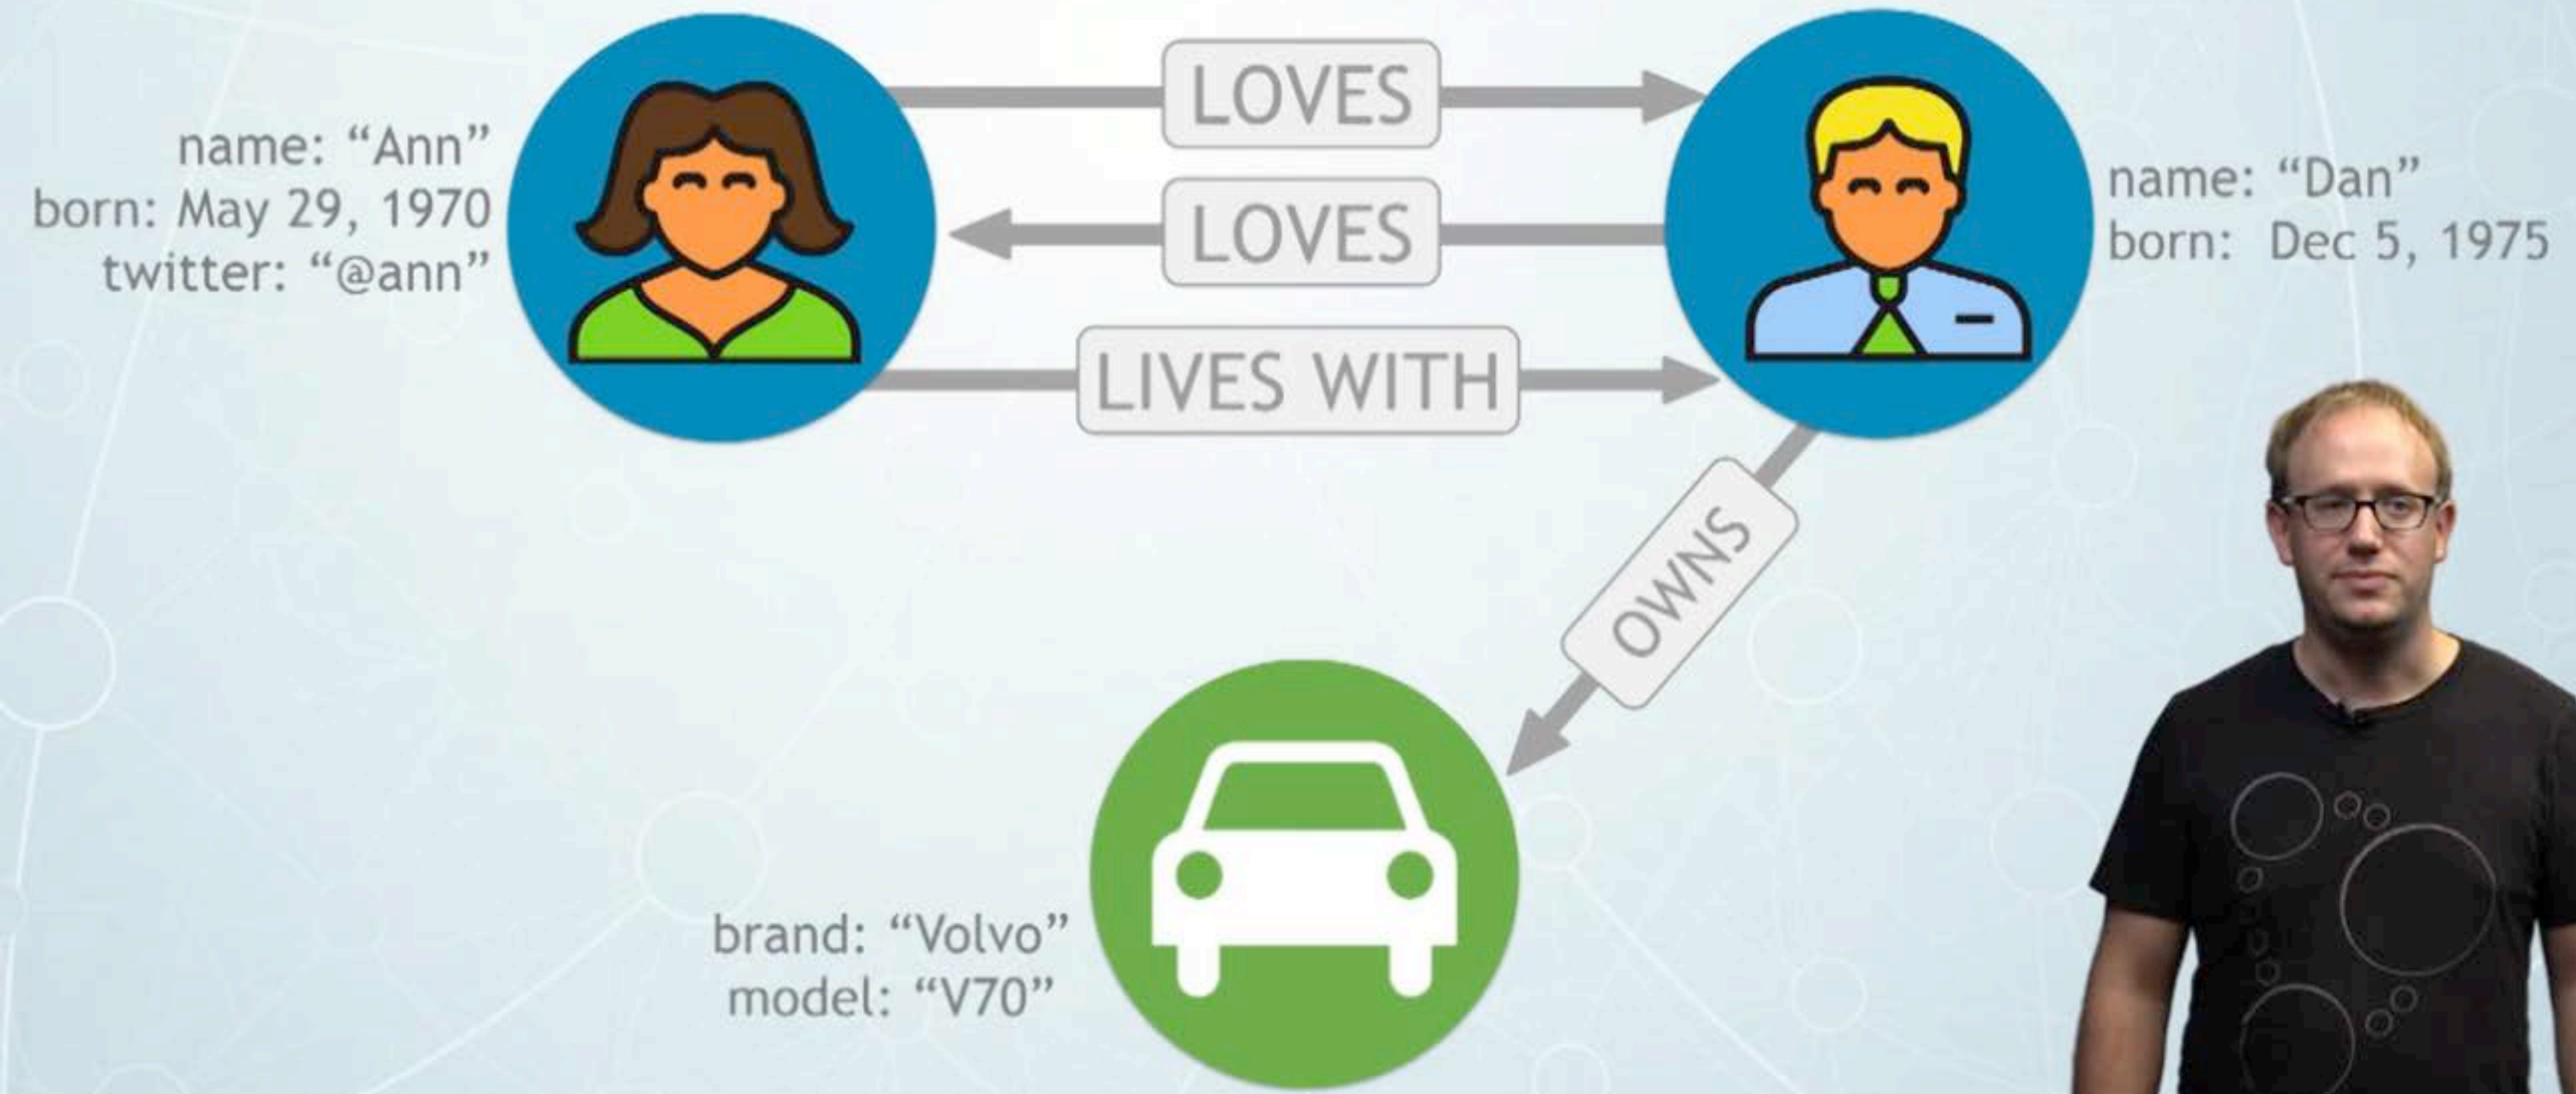 LOVES
name: “Ann”
born: May 29, 1970
twitter: “@ann”
LOVES
name: “Dan”
born: Dec 5, 1975
LIVES WITH
OWNS
brand: “Volvo”
model: “V70”